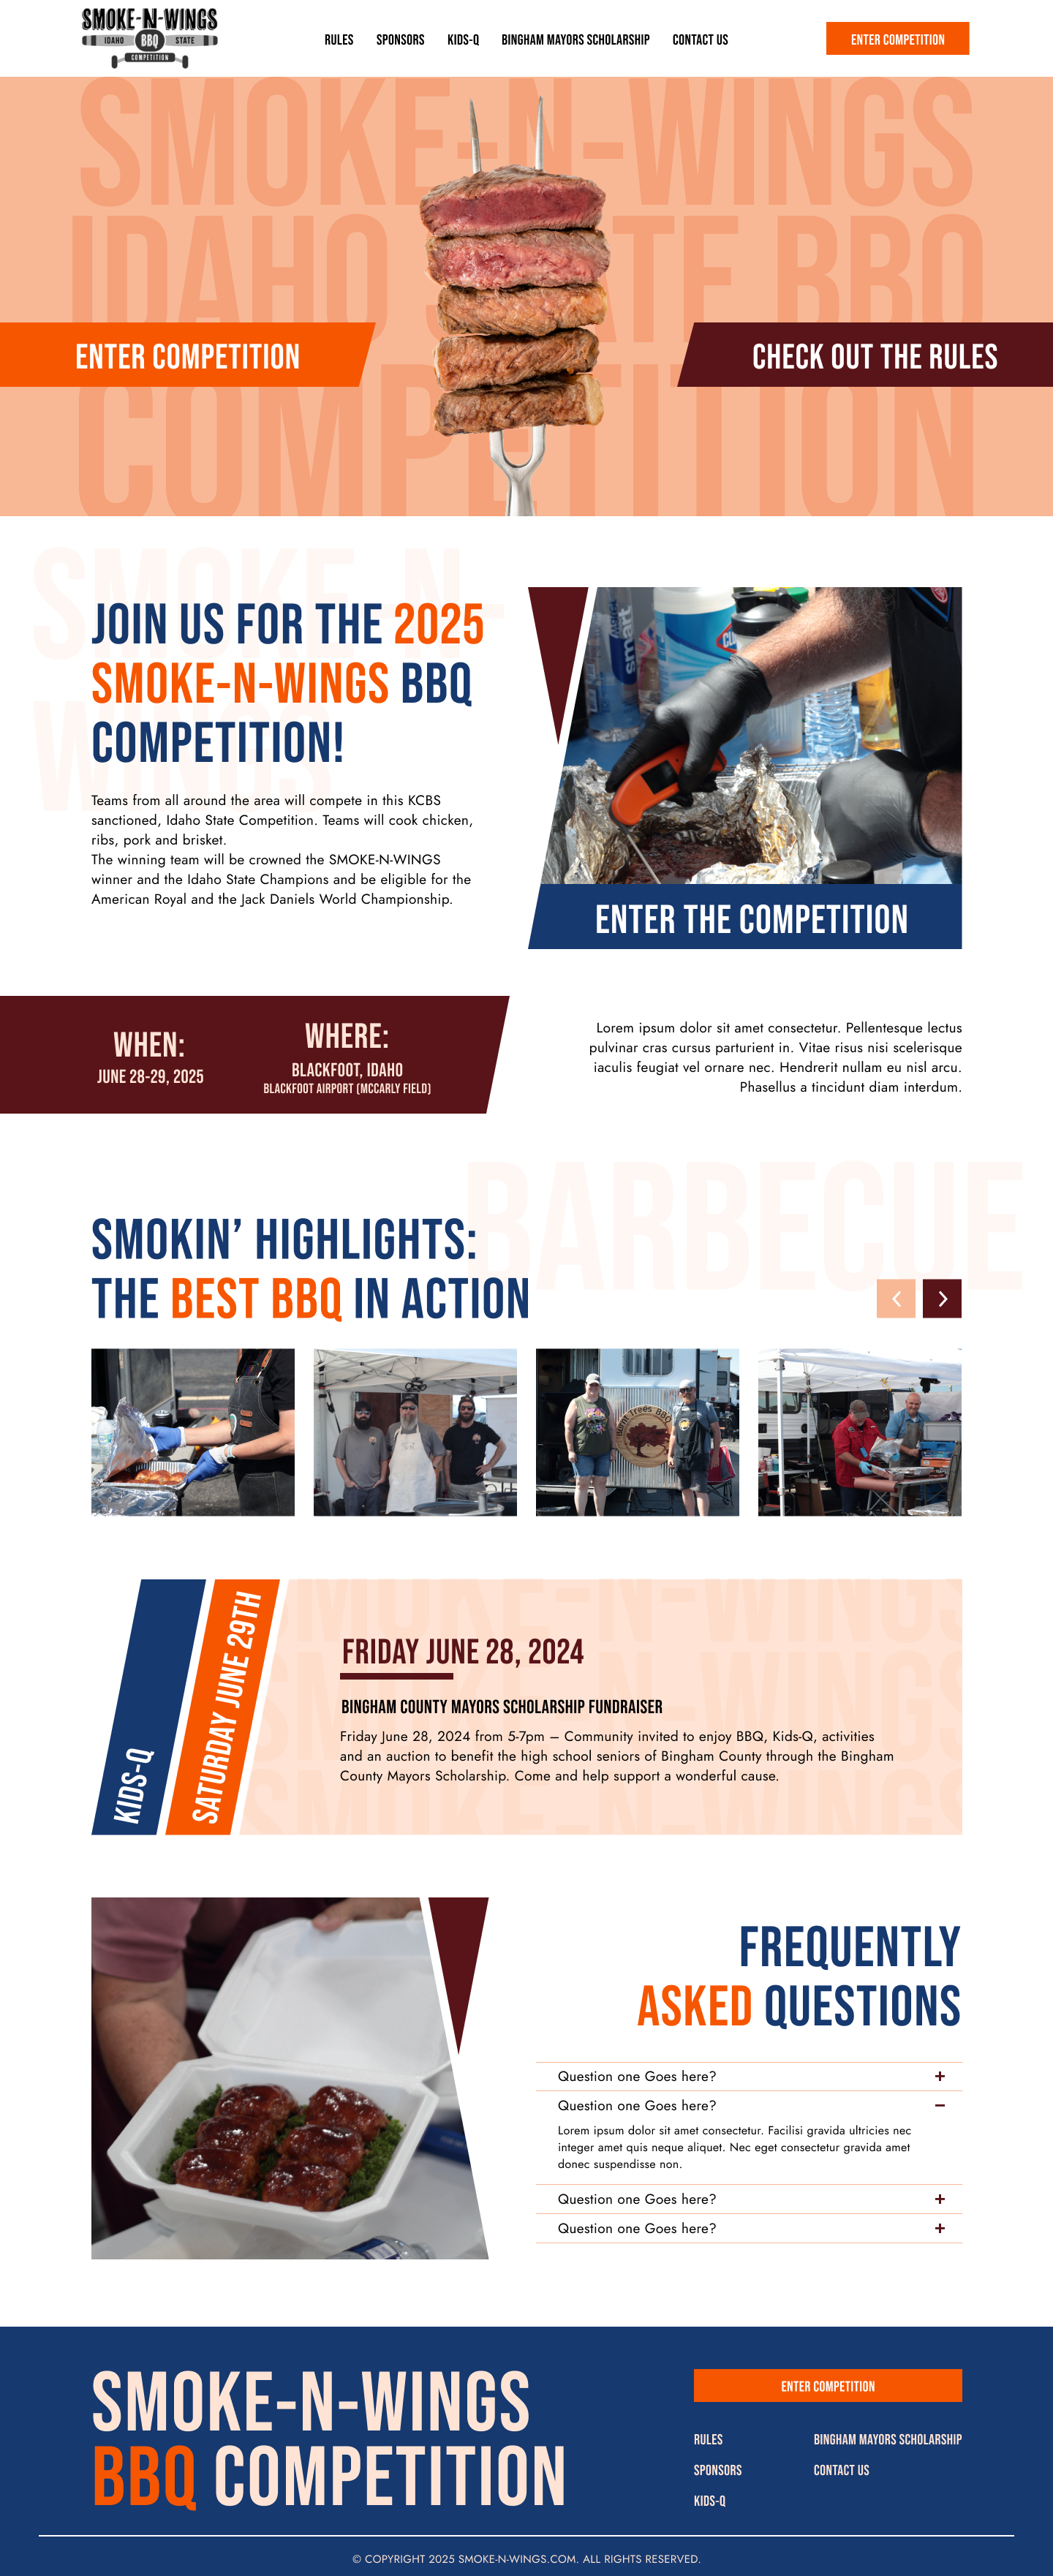 SMOKE-N-WINGS
IDAHO BBQ STATE
COMPETITION
RULES
SPONSORS
KIDS-Q
BINGHAM MAYORS SCHOLARSHIP
CONTACT US
ENTER COMPETITION
SMOKE-N-WINGS
IDAHO STATE BBQ
COMPETITION
ENTER COMPETITION
CHECK OUT THE RULES
SMOKE-N-
WINGS
JOIN US FOR THE 2025
SMOKE-N-WINGS BBQ
COMPETITION!
Teams from all around the area will compete in this KCBS
sanctioned, Idaho State Competition. Teams will cook chicken,
ribs, pork and brisket.
The winning team will be crowned the SMOKE-N-WINGS
winner and the Idaho State Champions and be eligible for the
American Royal and the Jack Daniels World Championship.
smart
ENTER THE COMPETITION
WHEN:
JUNE 28-29, 2025
WHERE:
BLACKFOOT, IDAHO
BLACKFOOT AIRPORT (MCCARLY FIELD)
Lorem ipsum dolor sit amet consectetur. Pellentesque lectus
pulvinar cras cursus parturient in. Vitae risus nisi scelerisque
iaculis feugiat vel ornare nec. Hendrerit nullam eu nisl arcu.
Phasellus a tincidunt diam interdum.
BARBECUE
SMOKIN’ HIGHLIGHTS:
THE BEST BBQ IN ACTION
Trees BBQ
KIDS-Q
SATURDAY JUNE 29TH
FRIDAY JUNE 28, 2024
BINGHAM COUNTY MAYORS SCHOLARSHIP FUNDRAISER
Friday June 28, 2024 from 5-7pm – Community invited to enjoy BBQ, Kids-Q, activities
and an auction to benefit the high school seniors of Bingham County through the Bingham
County Mayors Scholarship. Come and help support a wonderful cause.
FREQUENTLY
ASKED QUESTIONS
Question one Goes here?
Question one Goes here?
Lorem ipsum dolor sit amet consectetur. Facilisi gravida ultricies nec
integer amet quis neque aliquet. Nec eget consectetur gravida amet
donec suspendisse non.
Question one Goes here?
Question one Goes here?
SMOKE-N-WINGS
BBQ COMPETITION
ENTER COMPETITION
RULES
SPONSORS
KIDS-Q
BINGHAM MAYORS SCHOLARSHIP
CONTACT US
© COPYRIGHT 2025 SMOKE-N-WINGS.COM. ALL RIGHTS RESERVED.